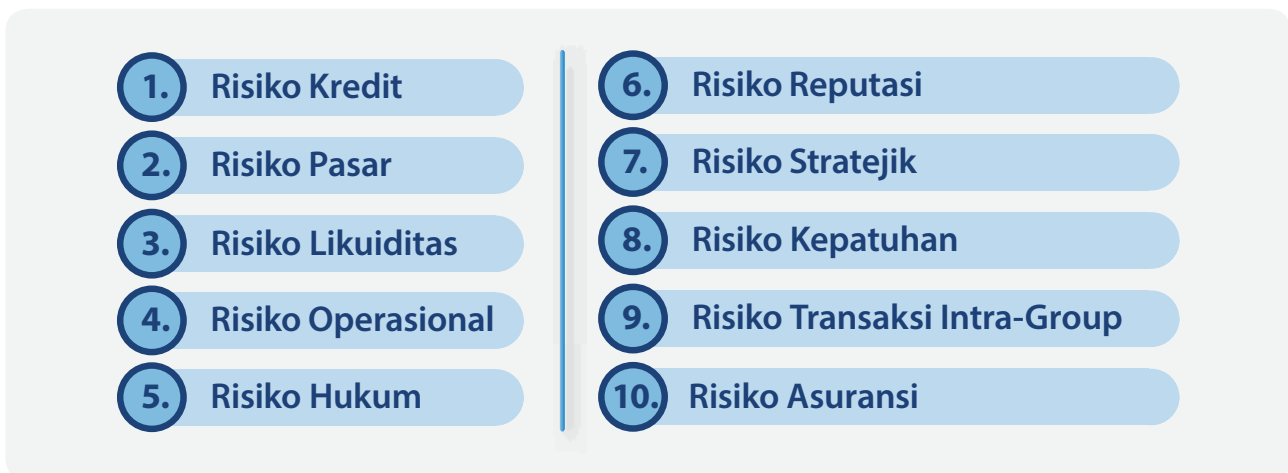 1. Risiko Kredit
2. Risiko Pasar
3. Risiko Likuiditas
4. Risiko Operasional
5. Risiko Hukum
6. Risiko Reputasi
7. Risiko Stratejik
8. Risiko Kepatuhan
9. Risiko Transaksi Intra-Group
10. Risiko Asuransi